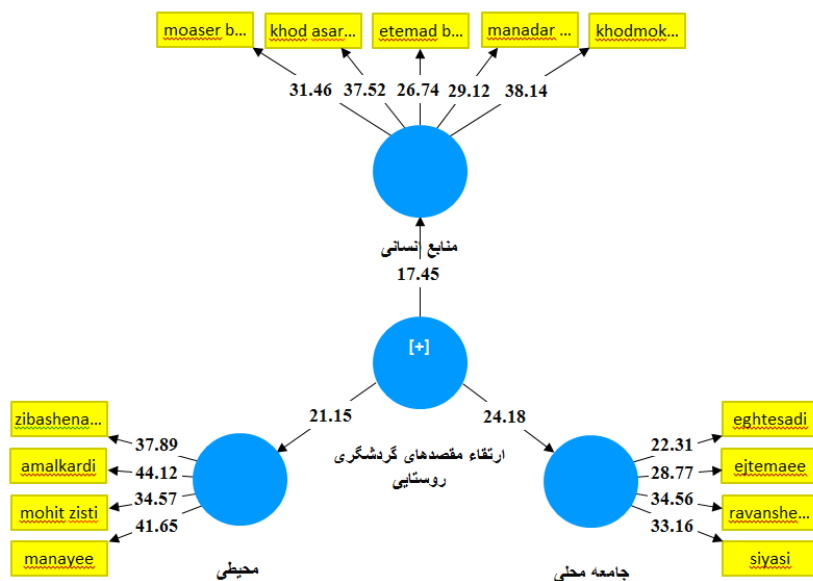 moaser b...
khod asar...
etemad b...
manadar ...
khodmok...
31.46
37.52
26.74
29.12
38.14
منابع انسانی
17.45
[+]
21.15
24.18
ارتقاء مقصدهای گردشگری
روستایی
zibashena...
amalkardi
mohit zisti
manayee
37.89
44.12
34.57
41.65
محیطی
22.31
28.77
34.56
33.16
eghtesadi
ejtemaee
ravanshe...
siyasi
جامعه محلی